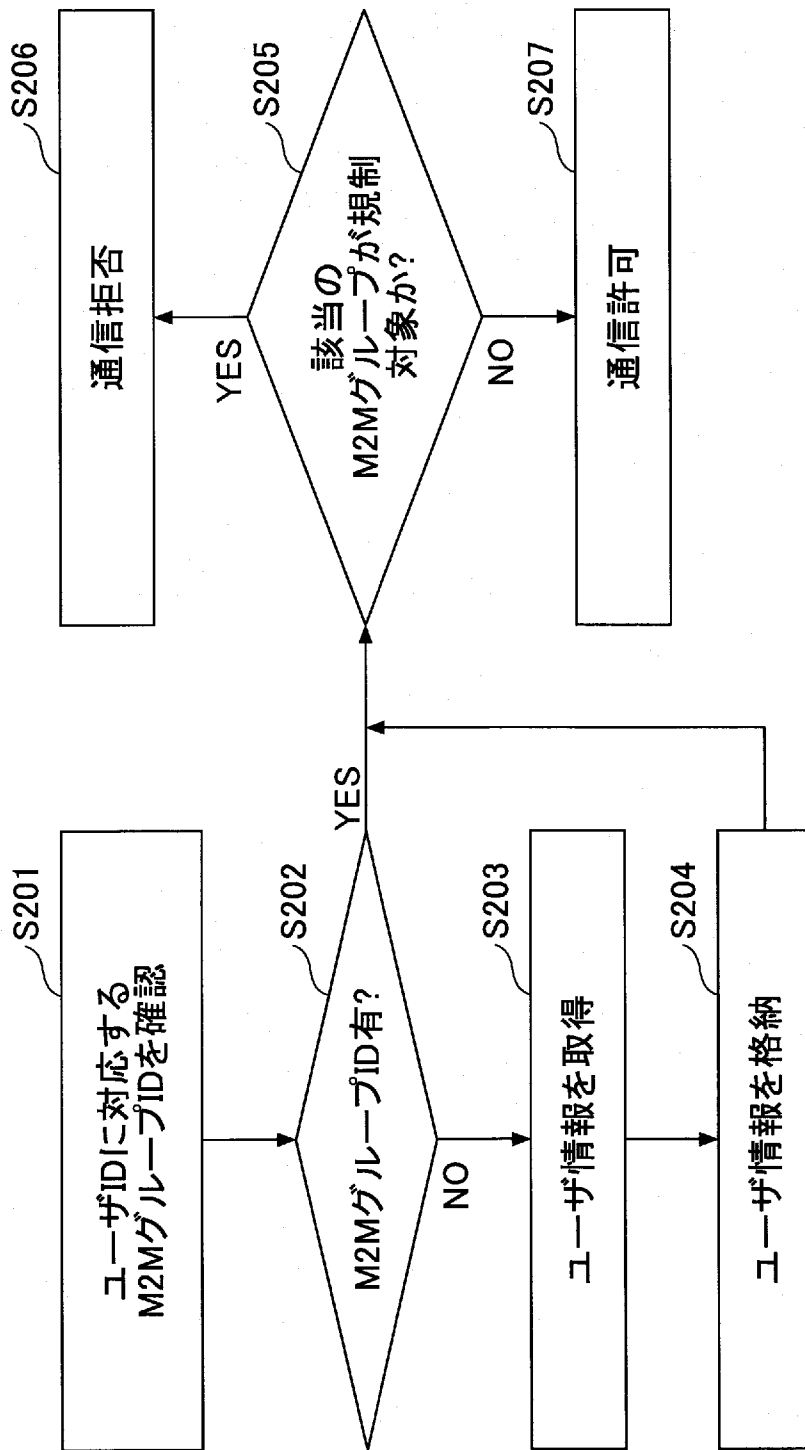 S201
ユーザIDに対応する
M2MグループIDを確認
S202
M2MグループID有?
YES
NO
S203
ユーザ情報を取得
S204
ユーザ情報を格納
S205
該当の
M2Mグループが規制
対象か?
YES
NO
S206
通信拒否
S207
通信許可